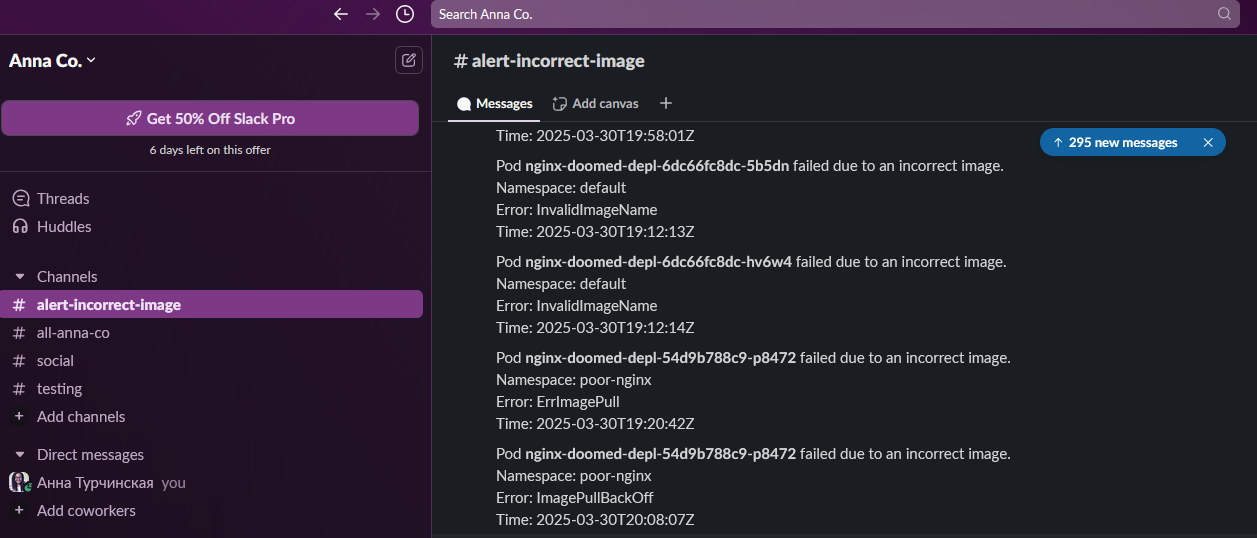 Search Anna Co.
Anna Co.
Get 50% Off Slack Pro
6 days left on this offer
Threads
Huddles
Channels
# alert-incorrect-image
# all-anna-co
# social
# testing
+ Add channels
Direct messages
Анна Турчинская you
+ Add coworkers
# alert-incorrect-image
Messages Add canvas +
↑ 295 new messages ×
Time: 2025-03-30T19:58:01Z
Pod nginx-doomed-depl-6dc66fc8dc-5b5dn failed due to an incorrect image.
Namespace: default
Error: InvalidImageName
Time: 2025-03-30T19:12:13Z
Pod nginx-doomed-depl-6dc66fc8dc-hv6w4 failed due to an incorrect image.
Namespace: default
Error: InvalidImageName
Time: 2025-03-30T19:12:14Z
Pod nginx-doomed-depl-54d9b788c9-p8472 failed due to an incorrect image.
Namespace: poor-nginx
Error: ErrImagePull
Time: 2025-03-30T19:20:42Z
Pod nginx-doomed-depl-54d9b788c9-p8472 failed due to an incorrect image.
Namespace: poor-nginx
Error: ImagePullBackOff
Time: 2025-03-30T20:08:07Z